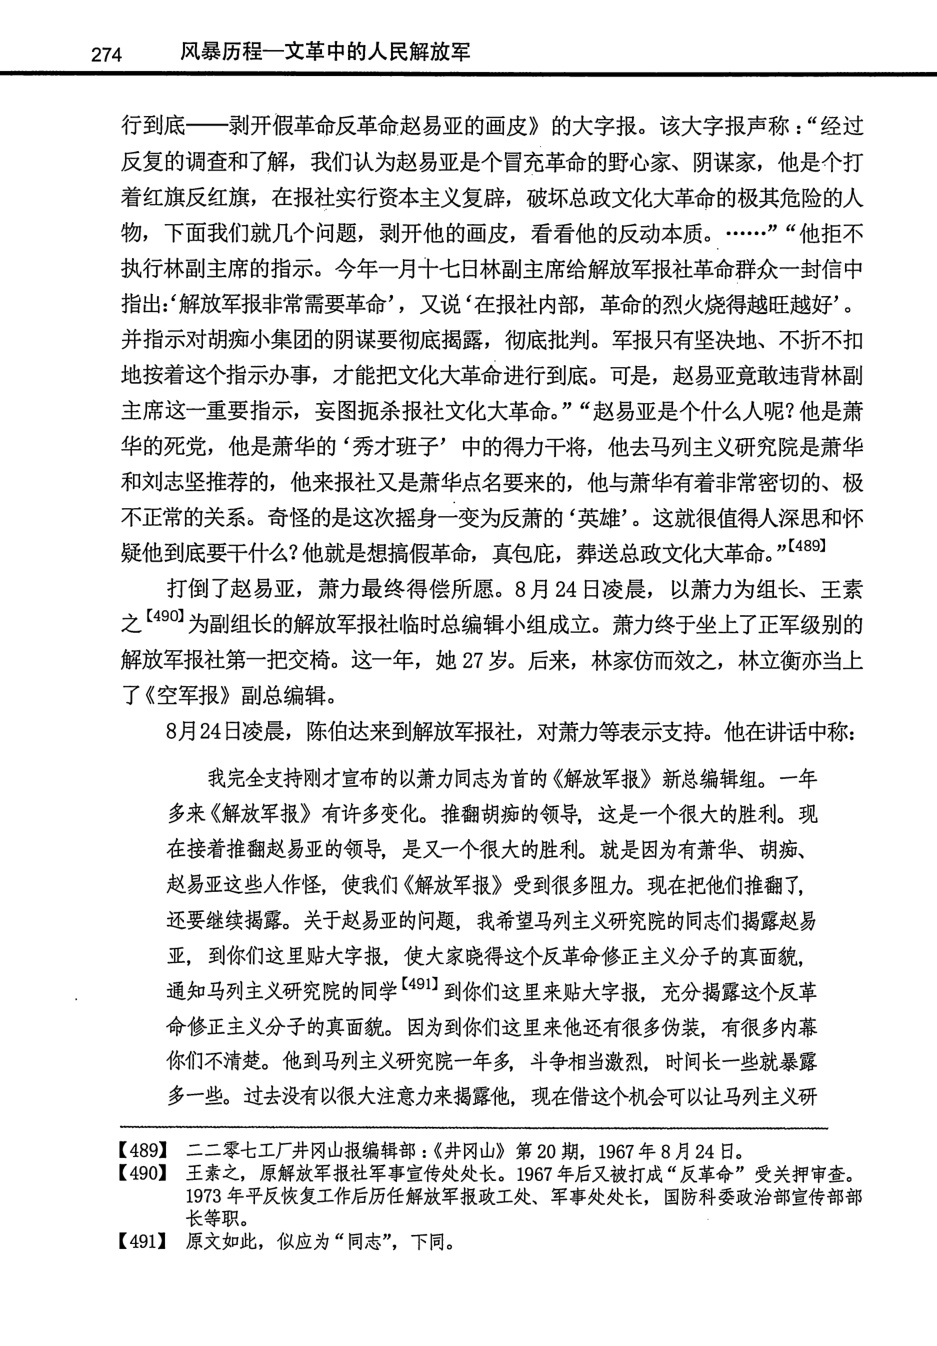 274 风暴历程—文革中的人民解放军
行到底——剥开假革命反革命赵易亚的画皮》的大字报。该大字报声称：“经过
反复的调查和了解，我们认为赵易亚是个冒充革命的野心家、阴谋家，他是个打
着红旗反红旗，在报社实行资本主义复辟，破坏总政文化大革命的极其危险的人
物，下面我们就几个问题，剥开他的画皮，看看他的反动本质。……”“他拒不
执行林副主席的指示。今年一月十七日林副主席给解放军报社革命群众一封信中
指出：‘解放军报非常需要革命’，又说‘在报社内部，革命的烈火烧得越旺越好’。
并指示对胡痴小集团的阴谋要彻底揭露，彻底批判。军报只有坚决地、不折不扣
地按着这个指示办事，才能把文化大革命进行到底。可是，赵易亚竟敢违背林副
主席这一重要指示，妄图扼杀报社文化大革命。”“赵易亚是个什么人呢？他是萧
华的死党，他是萧华的‘秀才班子’中的得力干将，他去马列主义研究院是萧华
和刘志坚推荐的，他来报社又是萧华点名要来的，他与萧华有着非常密切的、极
不正常的关系。奇怪的是这次摇身一变为反萧的‘英雄’。这就很值得人深思和怀
疑他到底要干什么？他就是想搞假革命，真包庇，葬送总政文化大革命。”【489】
打倒了赵易亚，萧力最终得偿所愿。8月24日凌晨，以萧力为组长、王素
之【490】为副组长的解放军报社临时总编辑小组成立。萧力终于坐上了正军级别的
解放军报社第一把交椅。这一年，她27岁。后来，林家仿而效之，林立衡亦当上
了《空军报》副总编辑。
8月24日凌晨，陈伯达来到解放军报社，对萧力等表示支持。他在讲话中称：
我完全支持刚才宣布的以萧力同志为首的《解放军报》新总编辑组。一年
多来《解放军报》有许多变化。推翻胡痴的领导，这是一个很大的胜利。现
在接着推翻赵易亚的领导，是又一个很大的胜利。就是因为有萧华、胡痴、
赵易亚这些人作怪，使我们《解放军报》受到很多阻力。现在把他们推翻了，
还要继续揭露。关于赵易亚的问题，我希望马列主义研究院的同志们揭露赵易
亚，到你们这里贴大字报，使大家晓得这个反革命修正主义分子的真面貌，
通知马列主义研究院的同学【491】到你们这里来贴大字报，充分揭露这个反革
命修正主义分子的真面貌。因为到你们这里来他还有很多伪装，有很多内幕
你们不清楚。他到马列主义研究院一年多，斗争相当激烈，时间长一些就暴露
多一些。过去没有以很大注意力来揭露他，现在借这个机会可以让马列主义研
【489】 二二零七工厂井冈山报编辑部：《井冈山》第20期，1967年8月24日。
【490】 王素之，原解放军报社军事宣传处处长。1967年后又被打成“反革命”受关押审查。
1973年平反恢复工作后历任解放军报政工处、军事处处长，国防科委政治部宣传部部
长等职。
【491】 原文如此，似应为“同志”，下同。